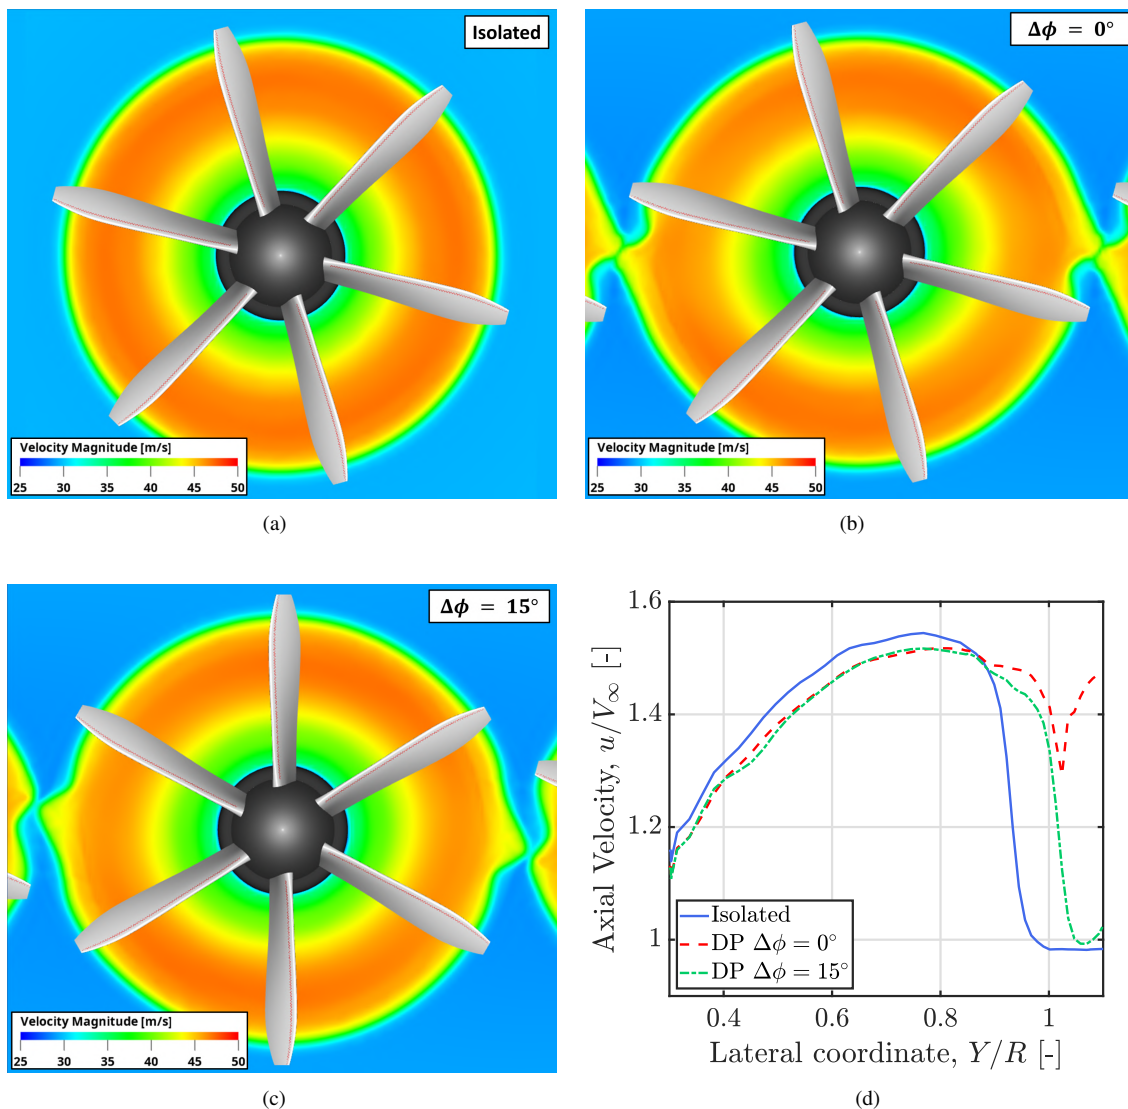 Isolated
Velocity Magnitude [m/s]
25 30 35 40 45 50
(a)
Δϕ = 0°
Velocity Magnitude [m/s]
25 30 35 40 45 50
(b)
Δϕ = 15°
Velocity Magnitude [m/s]
25 30 35 40 45 50
(c)
1.6
1.4
1.2
1
Axial Velocity, u/V∞ [-]
Isolated
DP Δϕ = 0°
DP Δϕ = 15°
0.4 0.6 0.8 1
Lateral coordinate, Y/R [-]
(d)